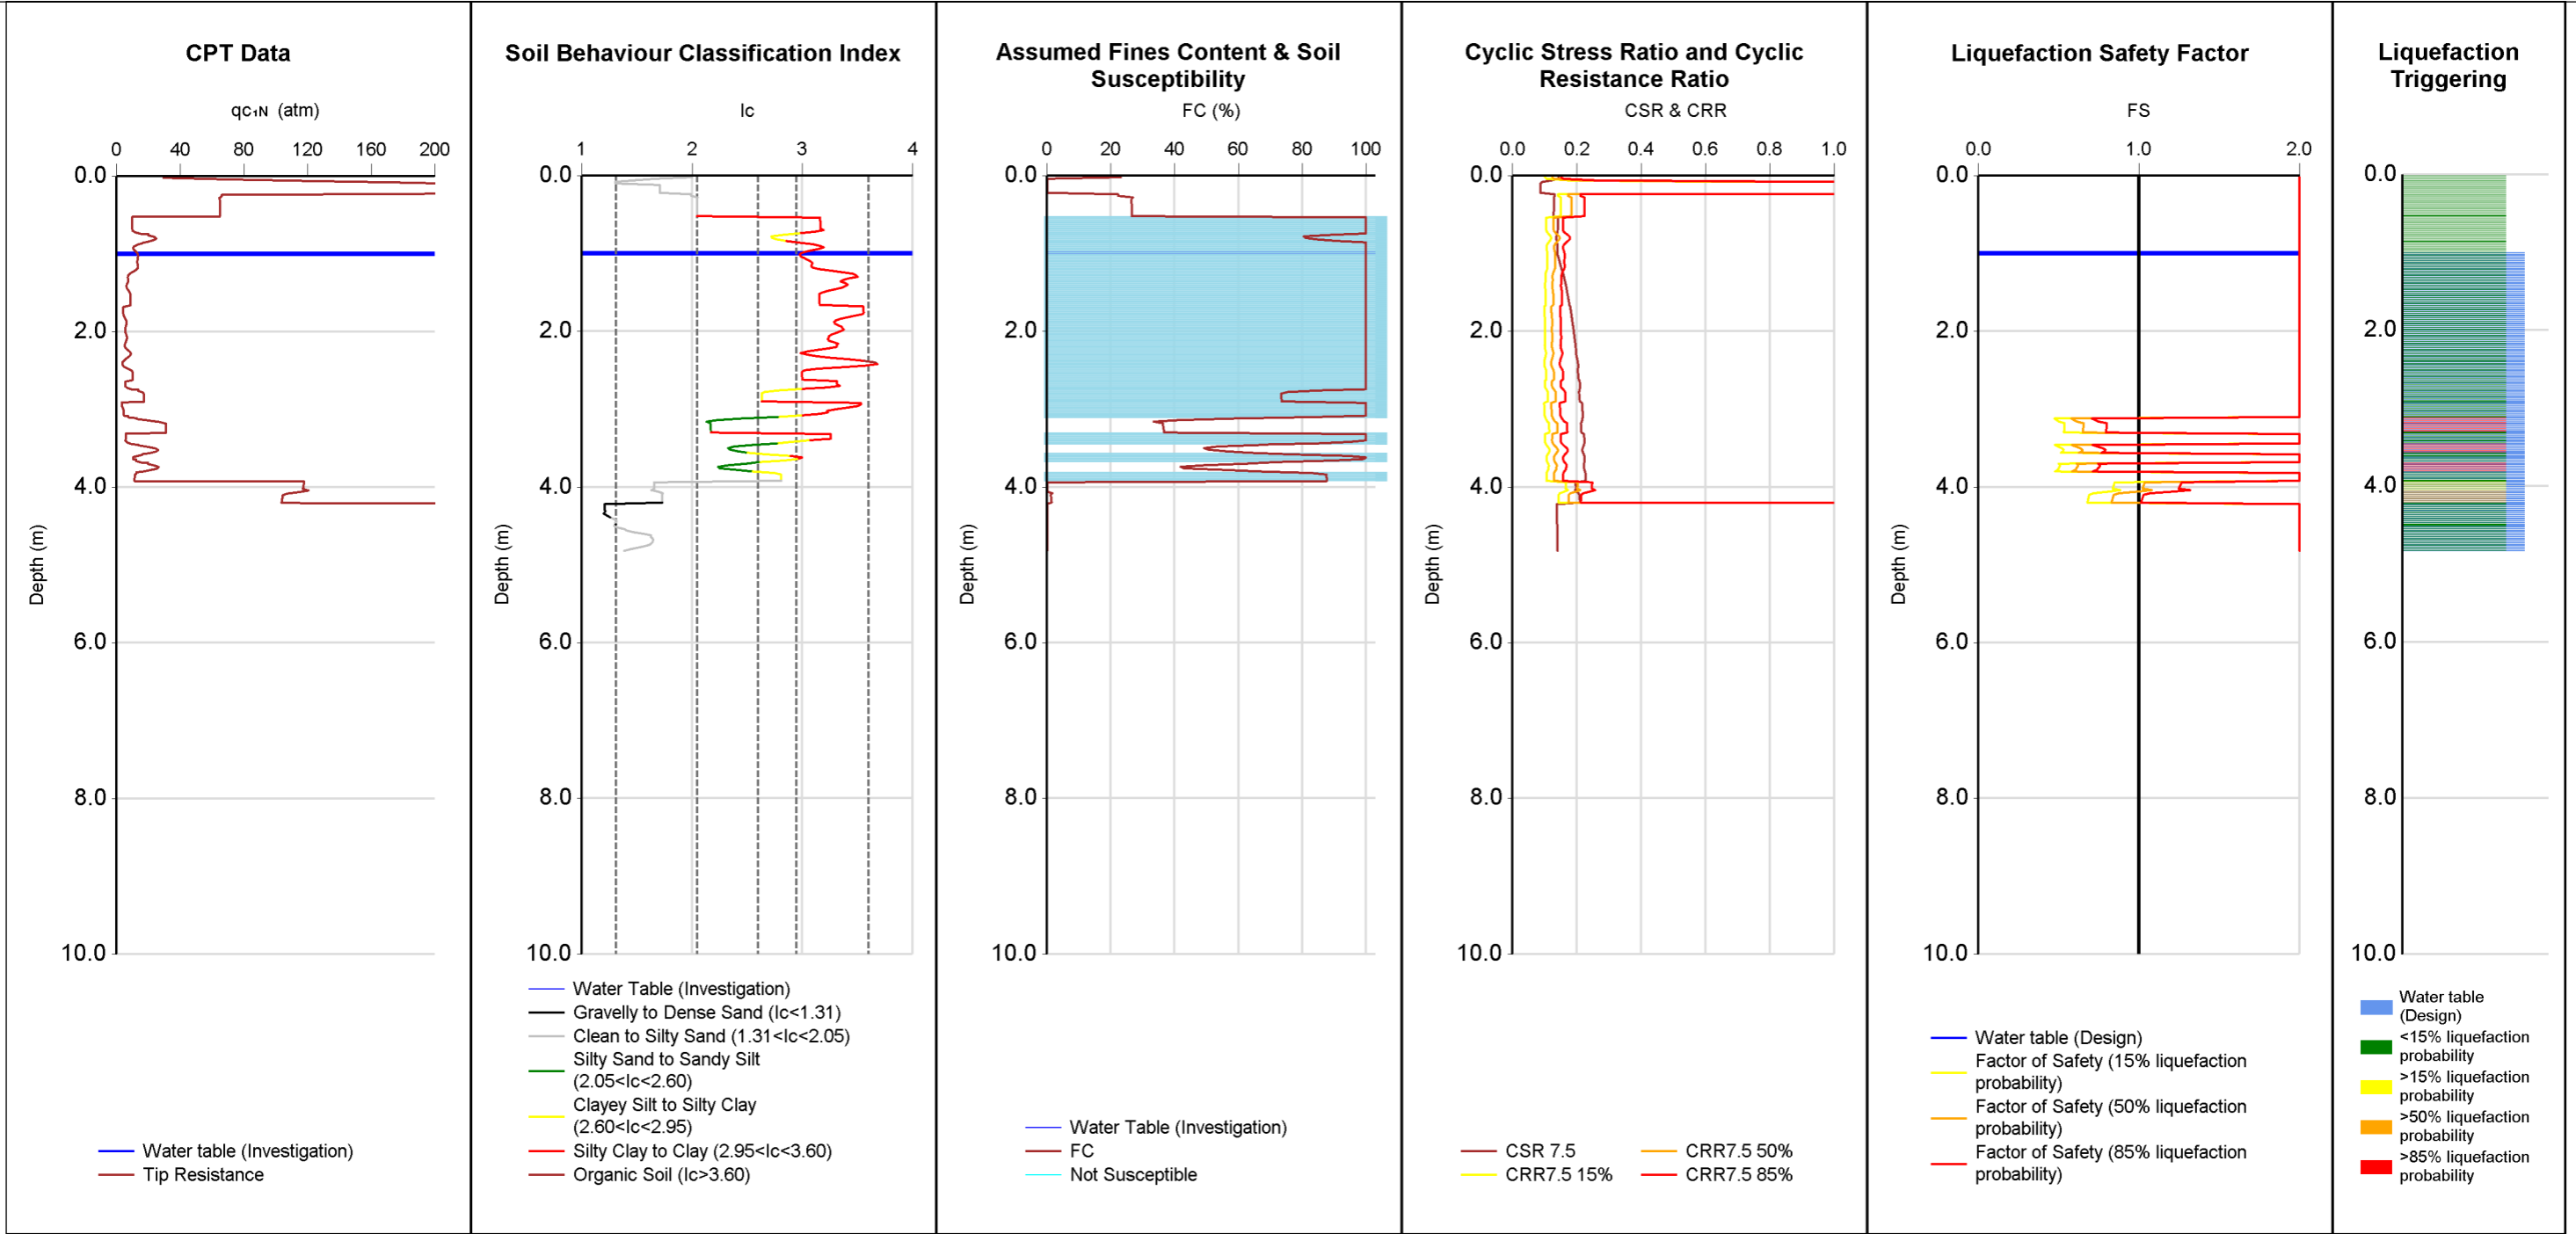 CPT Data
qc₁ɴ (atm)
0 40 80 120 160 200
0.0
2.0
4.0
6.0
8.0
10.0
Depth (m)
Water table (Investigation)
Tip Resistance
Soil Behaviour Classification Index
Ic
1 2 3 4
0.0
2.0
4.0
6.0
8.0
10.0
Depth (m)
Water Table (Investigation)
Gravelly to Dense Sand (Ic<1.31)
Clean to Silty Sand (1.31<Ic<2.05)
Silty Sand to Sandy Silt
(2.05<Ic<2.60)
Clayey Silt to Silty Clay
(2.60<Ic<2.95)
Silty Clay to Clay (2.95<Ic<3.60)
Organic Soil (Ic>3.60)
Assumed Fines Content & Soil
Susceptibility
FC (%)
0 20 40 60 80 100
0.0
2.0
4.0
6.0
8.0
10.0
Depth (m)
Water Table (Investigation)
FC
Not Susceptible
Cyclic Stress Ratio and Cyclic
Resistance Ratio
CSR & CRR
0.0 0.2 0.4 0.6 0.8 1.0
0.0
2.0
4.0
6.0
8.0
10.0
Depth (m)
CSR 7.5 CRR7.5 50%
CRR7.5 15% CRR7.5 85%
Liquefaction Safety Factor
FS
0.0 1.0 2.0
0.0
2.0
4.0
6.0
8.0
10.0
Depth (m)
Water table (Design)
Factor of Safety (15% liquefaction
probability)
Factor of Safety (50% liquefaction
probability)
Factor of Safety (85% liquefaction
probability)
Liquefaction
Triggering
0.0
2.0
4.0
6.0
8.0
10.0
Water table
(Design)
<15% liquefaction
probability
>15% liquefaction
probability
>50% liquefaction
probability
>85% liquefaction
probability